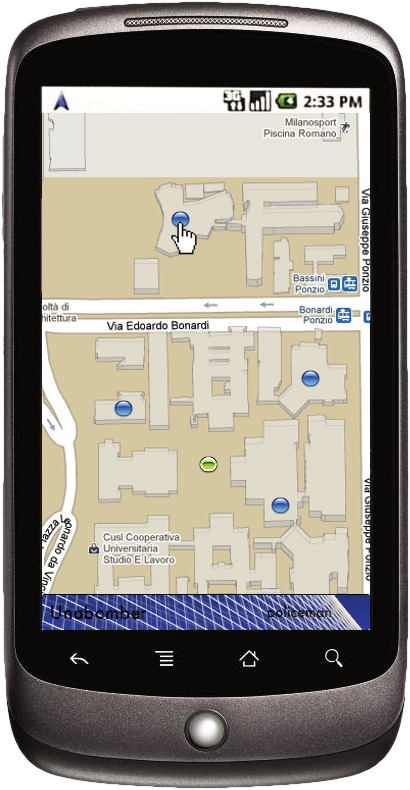 3G
2:33 PM
Milanosport
Piscina Romano
Via Giuseppe Ponzio
Bassini
Ponzio
Bonardi
Ponzio
oltà di
hitettura
Via Edoardo Bonardi
Via Giuseppe Ponzio
azza
onardo da Vinc
Cusl Cooperativa
Universitaria
Studio E Lavoro
Unabomber
policeman